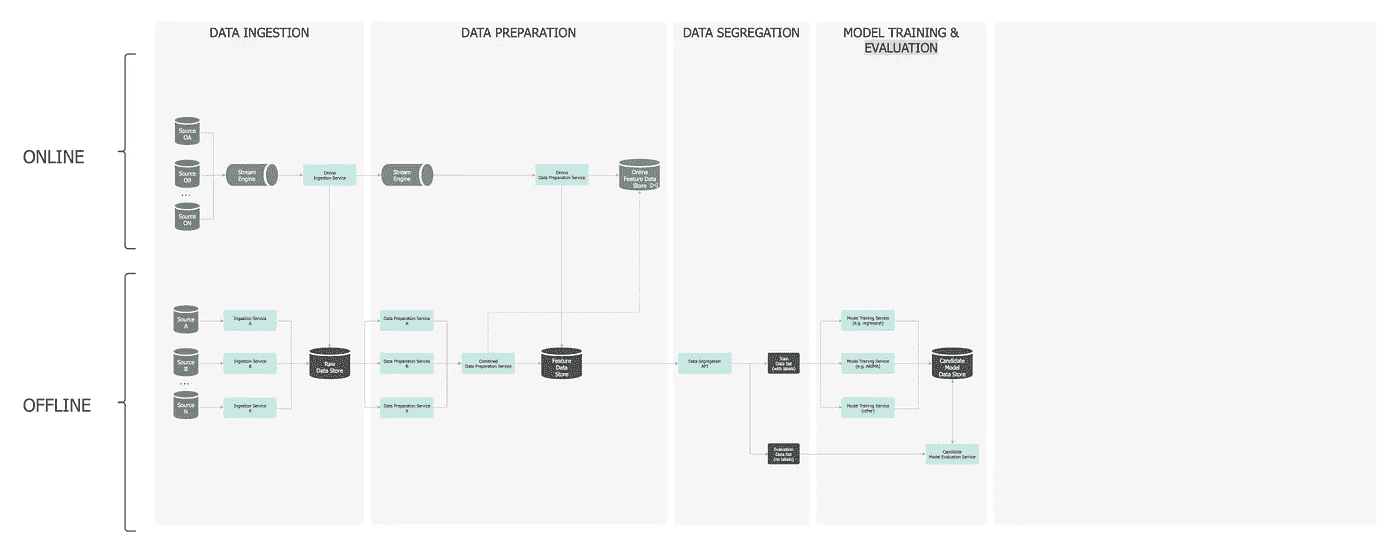 DATA INGESTION
DATA PREPARATION
DATA SEGREGATION
MODEL TRAINING &
EVALUATION
ONLINE
Source
OA
Source
OB
...
Source
ON
Stream
Engine
Online
Ingestion Service
Stream
Engine
Online
Data Preparation Service
Online
Feature Data
Store
OFFLINE
Source
A
Source
B
...
Source
N
Ingestion Service
A
Ingestion Service
B
Ingestion Service
Raw
Data Store
Data Preparation Service
A
Data Preparation Service
B
Data Preparation Service
Combined
Data Preparation Service
Feature
Data
Store
Data Segregation
API
Train
Data Set
(with labels)
Evaluation
Data Set
(no labels)
Model Training Service
(e.g. regression)
Model Training Service
(e.g. ARIMA)
Model Training Service
(other)
Candidate
Model
Data Store
Candidate
Model Evaluation Service